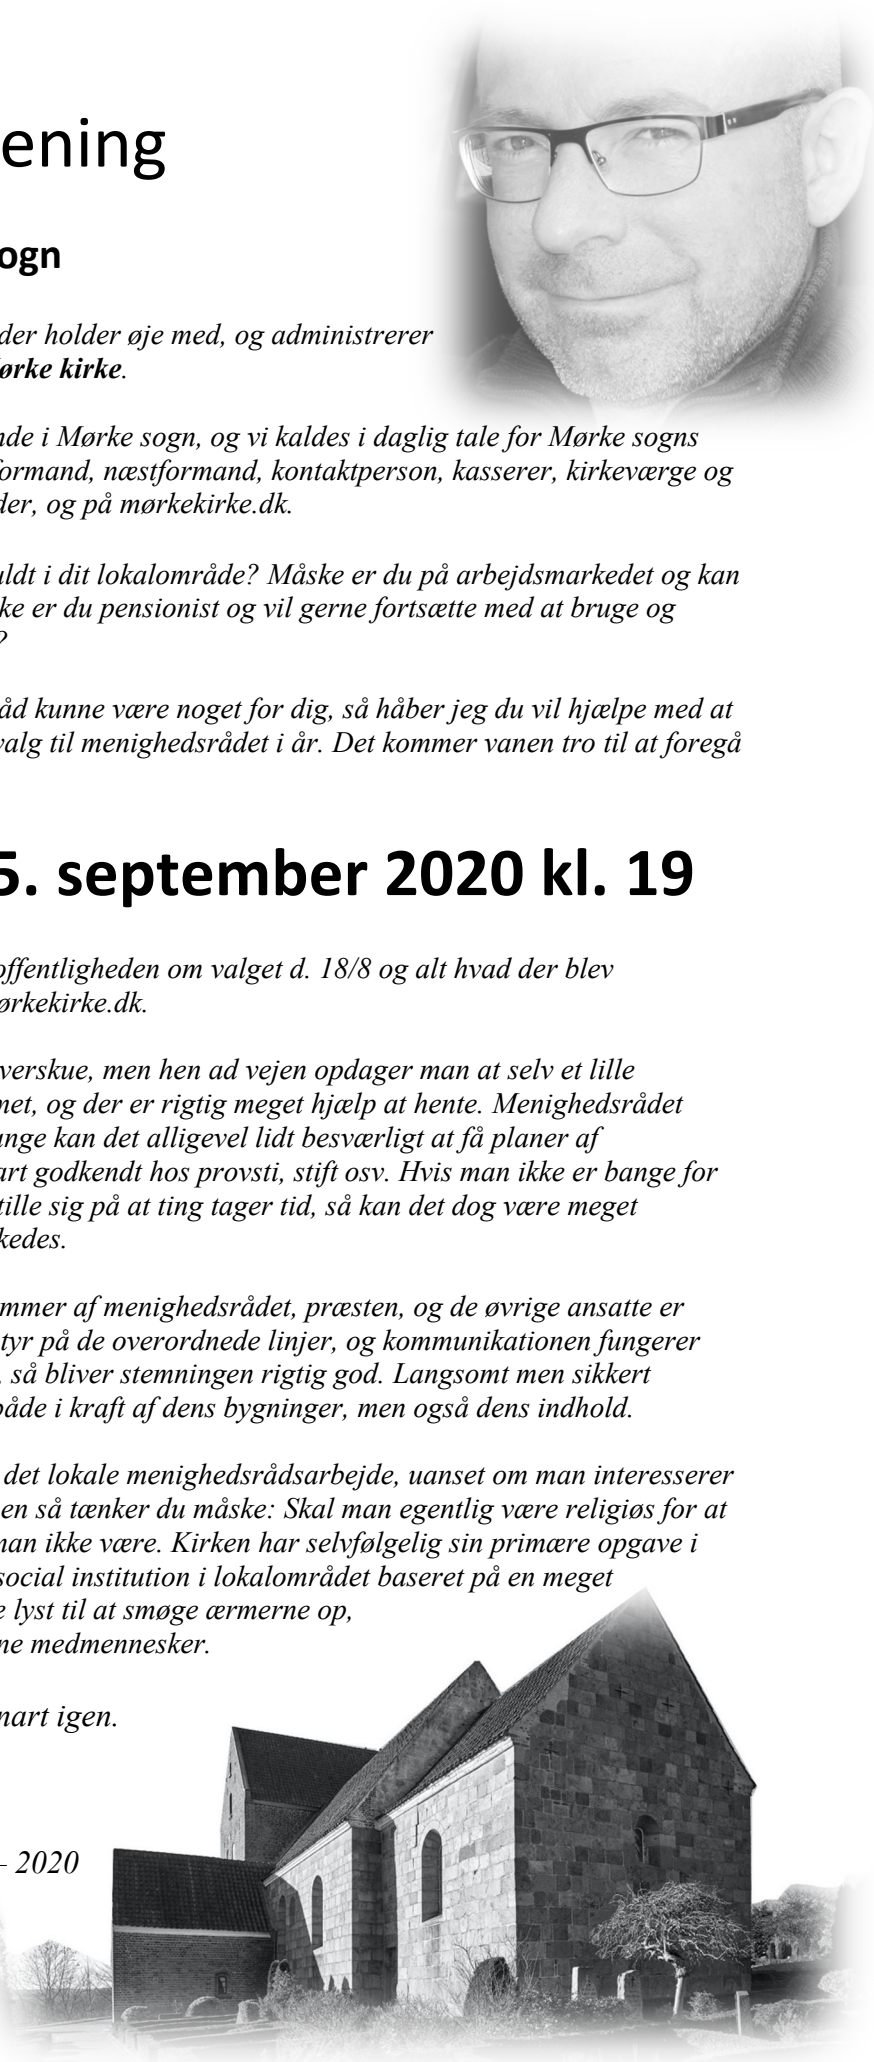 ening
ogn
der holder øje med, og administrerer
ørke kirke.
nde i Mørke sogn, og vi kaldes i daglig tale for Mørke sogns
formand, næstformand, kontaktperson, kasserer, kirkeværge og
der, og på mørkekirke.dk.
uldt i dit lokalområde? Måske er du på arbejdsmarkedet og kan
ke er du pensionist og vil gerne fortsætte med at bruge og
?
åd kunne være noget for dig, så håber jeg du vil hjælpe med at
valg til menighedsrådet i år. Det kommer vanen tro til at foregå
5. september 2020 kl. 19
offentligheden om valget d. 18/8 og alt hvad der blev
ørkekirke.dk.
verskue, men hen ad vejen opdager man at selv et lille
met, og der er rigtig meget hjælp at hente. Menighedsrådet
ange kan det alligevel lidt besværligt at få planer af
art godkendt hos provsti, stift osv. Hvis man ikke er bange for
tille sig på at ting tager tid, så kan det dog være meget
kedes.
mmer af menighedsrådet, præsten, og de øvrige ansatte er
tyr på de overordnede linjer, og kommunikationen fungerer
, så bliver stemningen rigtig god. Langsomt men sikkert
både i kraft af dens bygninger, men også dens indhold.
det lokale menighedsrådsarbejde, uanset om man interesserer
en så tænker du måske: Skal man egentlig være religiøs for at
man ikke være. Kirken har selvfølgelig sin primære opgave i
social institution i lokalområdet baseret på en meget
e lyst til at smøge ærmerne op,
ne medmennesker.
nart igen.
– 2020